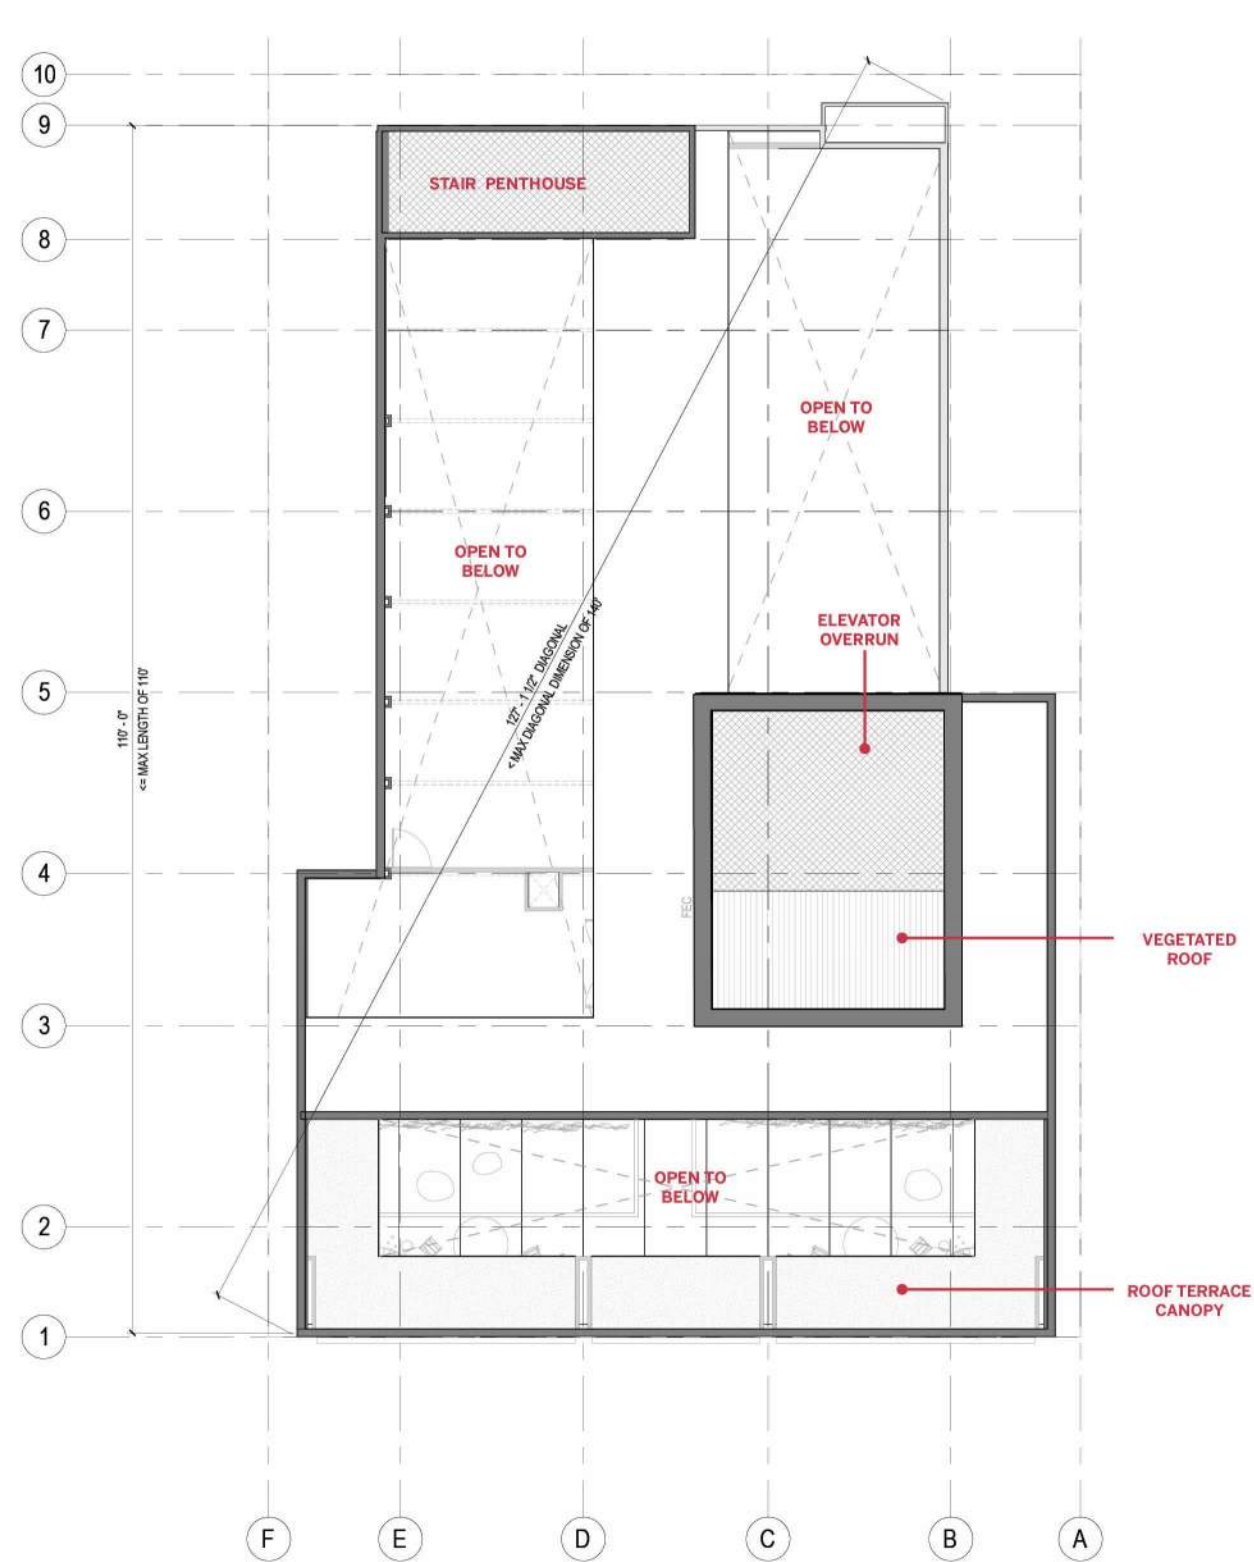 10
9
STAIR PENTHOUSE
8
7
OPEN TO
BELOW
6
OPEN TO
BELOW
ELEVATOR
OVERRUN
5
110' - 0"
<= MAX LENGTH OF 110'
127' - 1 1/2" DIAGONAL
< MAX DIAGONAL DIMENSION OF 140'
4
FEC
VEGETATED
ROOF
3
OPEN TO
BELOW
2
ROOF TERRACE
CANOPY
1
F
E
D
C
B
A